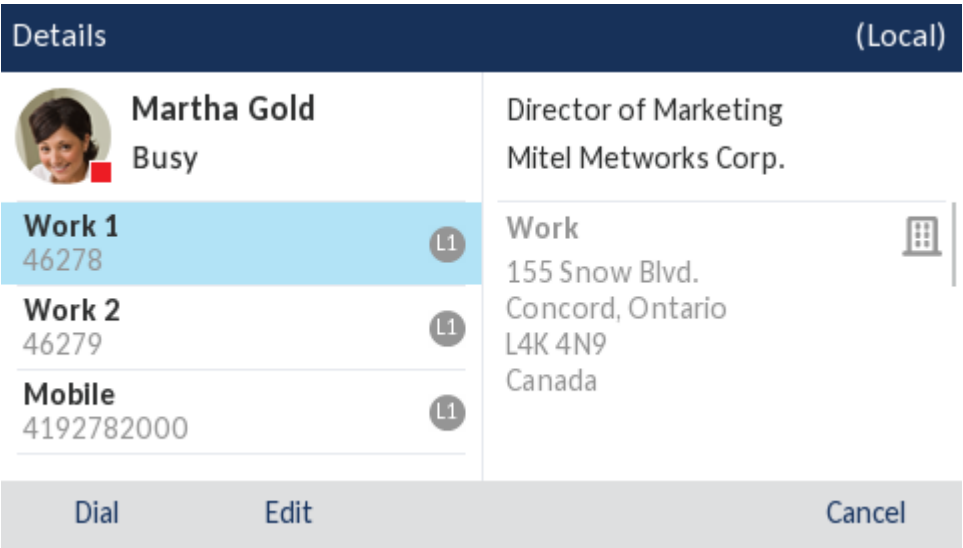 Details
(Local)
Martha Gold
Busy
Work 1
46278
L1
Work 2
46279
L1
Mobile
4192782000
L1
Director of Marketing
Mitel Metworks Corp.
Work
155 Snow Blvd.
Concord, Ontario
L4K 4N9
Canada
Dial
Edit
Cancel